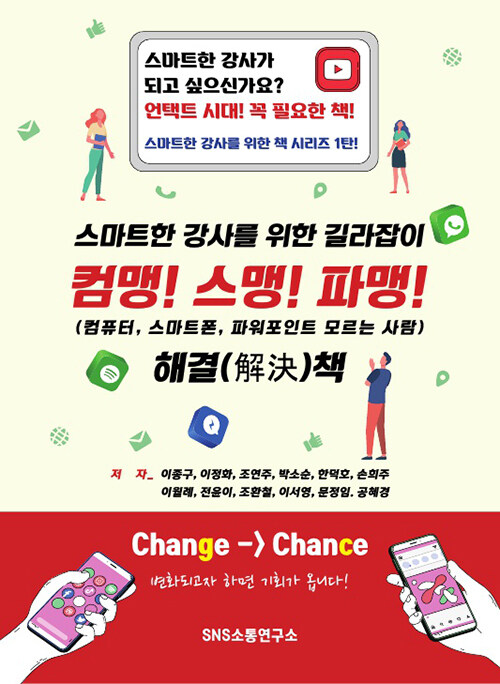 스마트한 강사가
되고 싶으신가요?
언택트 시대! 꼭 필요한 책!
스마트한 강사를 위한 책 시리즈 1탄!
스마트한 강사를 위한 길라잡이
컴맹! 스맹! 파맹!
(컴퓨터, 스마트폰, 파워포인트 모르는 사람)
해결(解決)책
저 자_ 이종구, 이정화, 조연주, 박소순, 한덕호, 손희주
이월례, 전윤이, 조환철, 이서영, 문정임. 공혜경
Change -> Chance
변화되고자 하면 기회가 옵니다!
SNS소통연구소